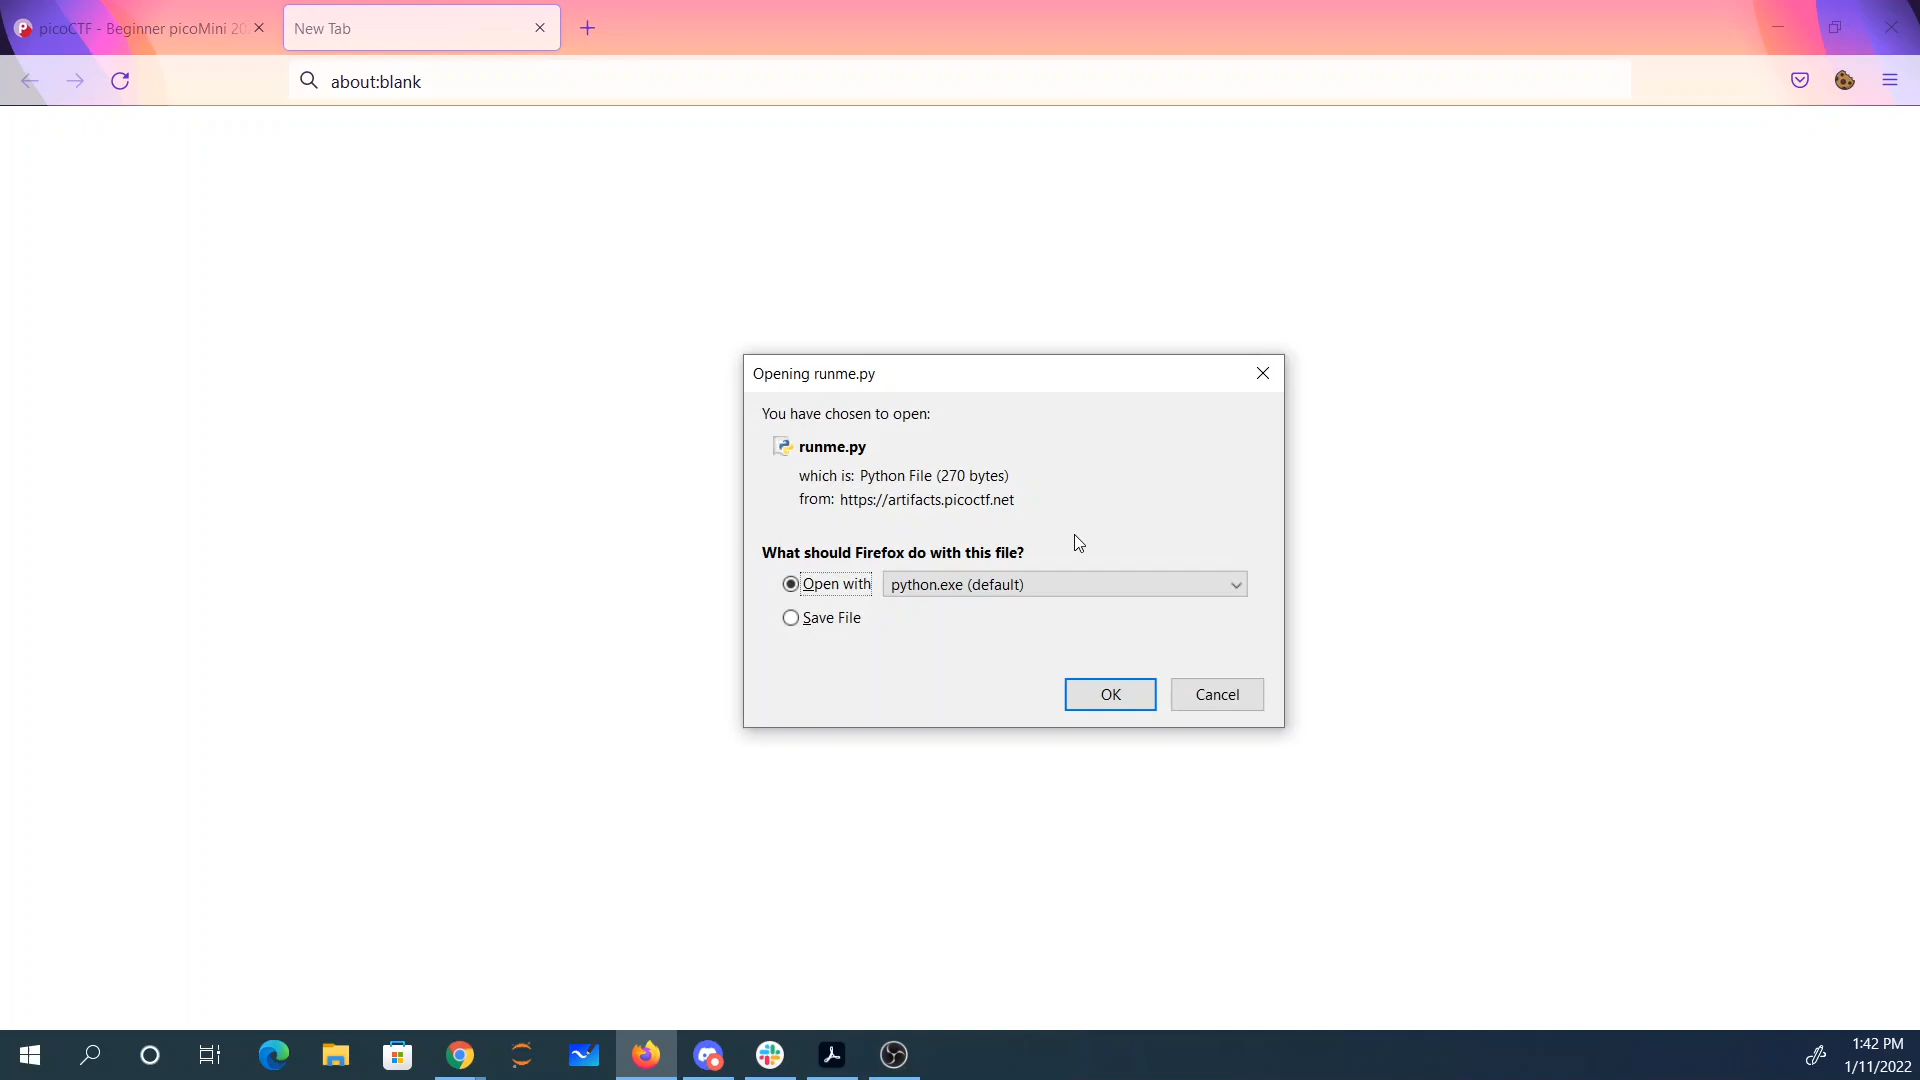 picoCTF - Beginner picoMini 20
New Tab
about:blank
Opening runme.py
You have chosen to open:
runme.py
which is: Python File (270 bytes)
from: https://artifacts.picoctf.net
What should Firefox do with this file?
Open with python.exe (default)
Save File
OK Cancel
1:42 PM
1/11/2022